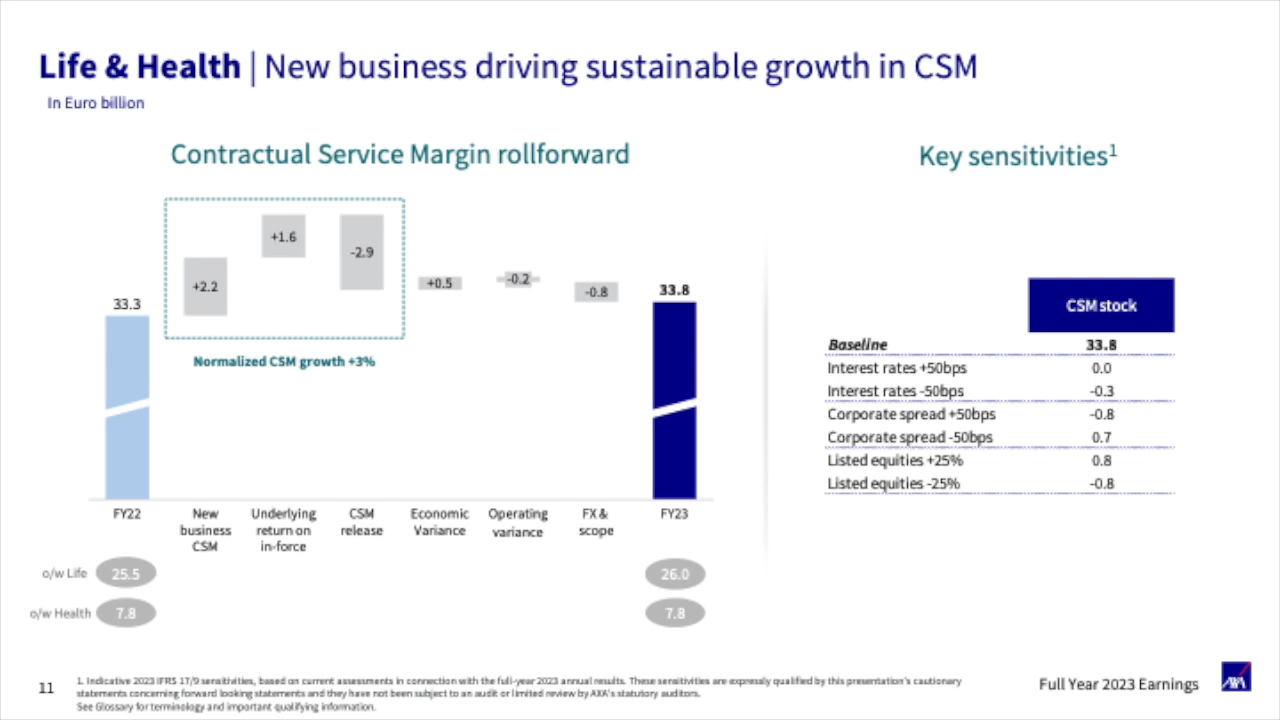 Life & Health | New business driving sustainable growth in CSM
In Euro billion
Contractual Service Margin rollforward
33.3
+2.2
+1.6
-2.9
+0.5
-0.2
-0.8
33.8
Normalized CSM growth +3%
FY22
New business CSM
Underlying return on in-force
CSM release
Economic Variance
Operating variance
FX & scope
FY23
o/w Life 25.5 26.0
o/w Health 7.8 7.8
Key sensitivities1
CSM stock
Baseline 33.8
Interest rates +50bps 0.0
Interest rates -50bps -0.3
Corporate spread +50bps -0.8
Corporate spread -50bps 0.7
Listed equities +25% 0.8
Listed equities -25% -0.8
11
1. Indicative 2023 IFRS 17/9 sensitivities, based on current assessments in connection with the full-year 2023 annual results. These sensitivities are expressly qualified by this presentation's cautionary
statements concerning forward looking statements and they have not been subject to an audit or limited review by AXA's statutory auditors.
See Glossary for terminology and important qualifying information.
Full Year 2023 Earnings
AXA